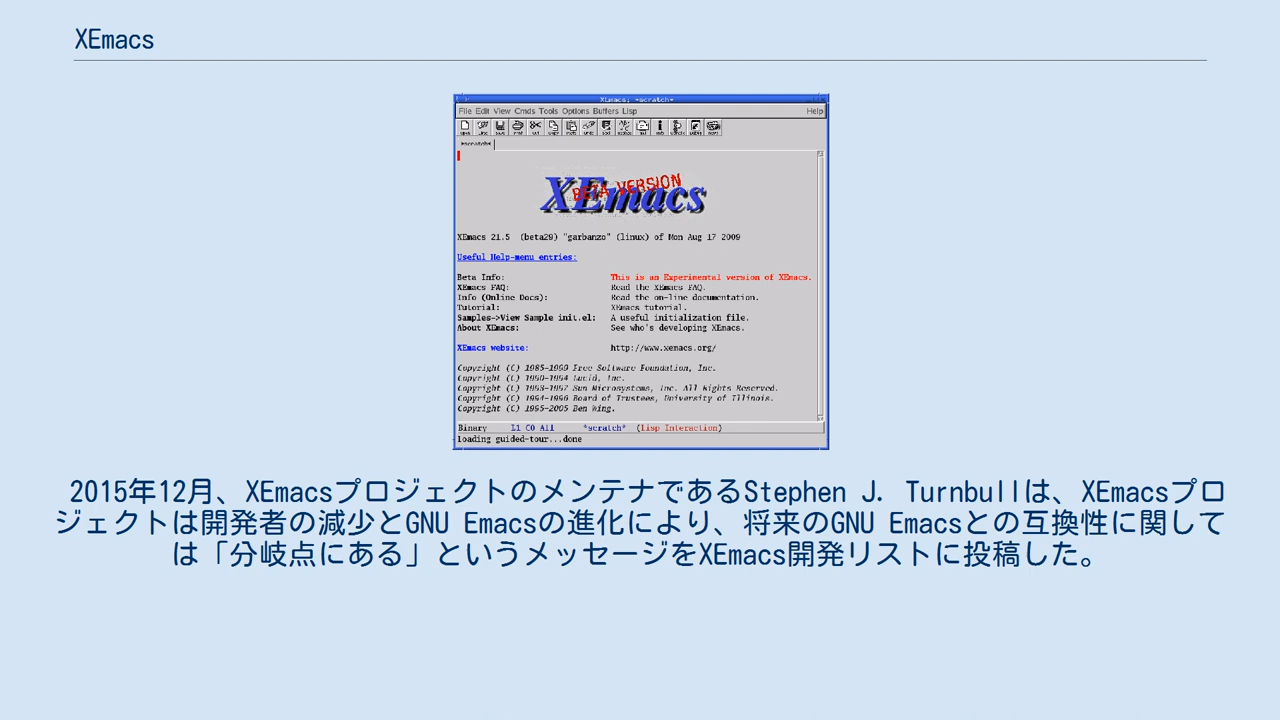 XEmacs
XEmacs: *scratch*
File Edit View Cmds Tools Options Buffers Lisp Help
*scratch*
XEmacs
BETA VERSION
XEmacs 21.5 (beta29) "garbanzo" (linux) of Mon Aug 17 2009
Useful Help-menu entries:
Beta Info: This is an Experimental version of XEmacs.
XEmacs FAQ: Read the XEmacs FAQ.
Info (Online Docs): Read the on-line documentation.
Tutorial: XEmacs tutorial.
Samples->View Sample init.el: A useful initialization file.
About XEmacs: See who's developing XEmacs.
XEmacs website: http://www.xemacs.org/
Copyright (C) 1985-1999 Free Software Foundation, Inc.
Copyright (C) 1990-1994 Lucid, Inc.
Copyright (C) 1993-1997 Sun Microsystems, Inc. All Rights Reserved.
Copyright (C) 1994-1996 Board of Trustees, University of Illinois.
Copyright (C) 1995-2005 Ben Wing.
Binary L1 C0 All *scratch* (Lisp Interaction)
loading guided-tour...done
2015年12月、XEmacsプロジェクトのメンテナであるStephen J. Turnbullは、XEmacsプロ
ジェクトは開発者の減少とGNU Emacsの進化により、将来のGNU Emacsとの互換性に関して
は「分岐点にある」というメッセージをXEmacs開発リストに投稿した。